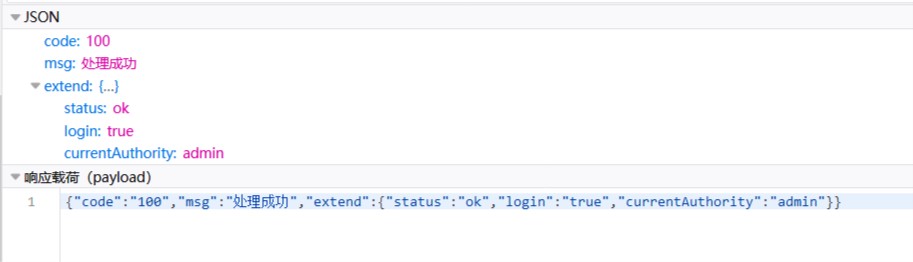 JSON
code: 100
msg: 处理成功
extend: {…}
status: ok
login: true
currentAuthority: admin
响应载荷（payload）
1 {"code":"100","msg":"处理成功","extend":{"status":"ok","login":"true","currentAuthority":"admin"}}